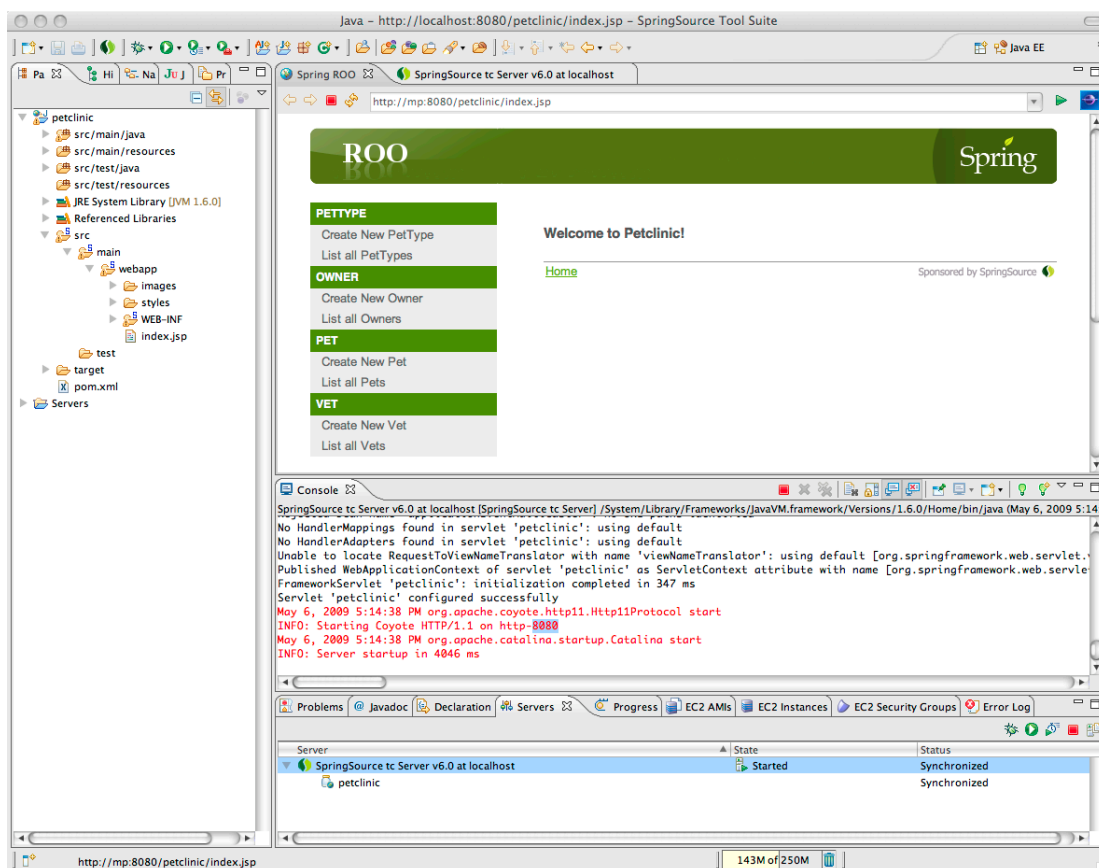 Java – http://localhost:8080/petclinic/index.jsp – SpringSource Tool Suite
Java EE
Pa Hi Na Ju J Pr
petclinic
src/main/java
src/main/resources
src/test/java
src/test/resources
JRE System Library [JVM 1.6.0]
Referenced Libraries
src
main
webapp
images
styles
WEB-INF
index.jsp
test
target
pom.xml
Servers
Spring ROO SpringSource tc Server v6.0 at localhost
http://mp:8080/petclinic/index.jsp
ROO
Spring
PETTYPE
Create New PetType
List all PetTypes
OWNER
Create New Owner
List all Owners
PET
Create New Pet
List all Pets
VET
Create New Vet
List all Vets
Welcome to Petclinic!
Home
Sponsored by SpringSource
Console
SpringSource tc Server v6.0 at localhost [SpringSource tc Server] /System/Library/Frameworks/JavaVM.framework/Versions/1.6.0/Home/bin/java (May 6, 2009 5:14
No HandlerMappings found in servlet 'petclinic': using default
No HandlerAdapters found in servlet 'petclinic': using default
Unable to locate RequestToViewNameTranslator with name 'viewNameTranslator': using default [org.springframework.web.servlet.
Published WebApplicationContext of servlet 'petclinic' as ServletContext attribute with name [org.springframework.web.servle
FrameworkServlet 'petclinic': initialization completed in 347 ms
Servlet 'petclinic' configured successfully
May 6, 2009 5:14:38 PM org.apache.coyote.http11.Http11Protocol start
INFO: Starting Coyote HTTP/1.1 on http-8080
May 6, 2009 5:14:38 PM org.apache.catalina.startup.Catalina start
INFO: Server startup in 4046 ms
Problems @ Javadoc Declaration Servers Progress EC2 AMIs EC2 Instances EC2 Security Groups Error Log
Server State Status
SpringSource tc Server v6.0 at localhost Started Synchronized
petclinic Synchronized
http://mp:8080/petclinic/index.jsp
143M of 250M